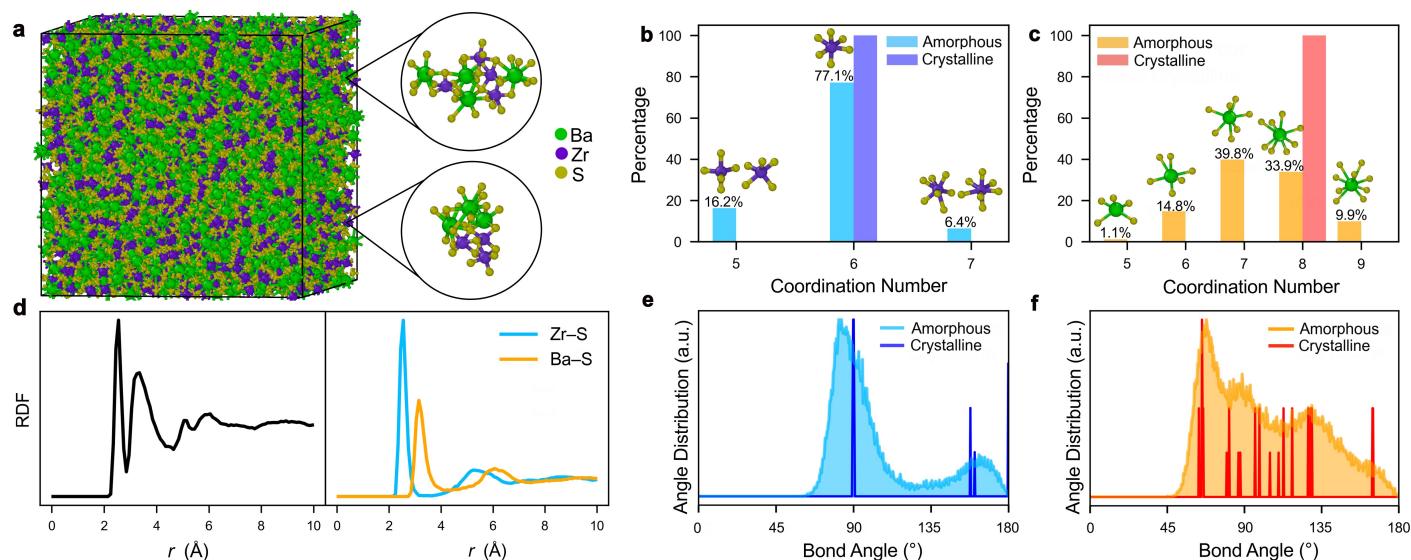 a
Ba
Zr
S
b
Percentage
100
80
60
40
20
0
Amorphous
Crystalline
16.2%
77.1%
6.4%
5
6
7
Coordination Number
c
Percentage
100
80
60
40
20
0
Amorphous
Crystalline
1.1%
14.8%
39.8%
33.9%
9.9%
5
6
7
8
9
Coordination Number
d
RDF
Zr–S
Ba–S
0
2
4
6
8
10
0
2
4
6
8
10
r (Å)
r (Å)
e
Angle Distribution (a.u.)
Amorphous
Crystalline
0
45
90
135
180
Bond Angle (°)
f
Angle Distribution (a.u.)
Amorphous
Crystalline
0
45
90
135
180
Bond Angle (°)